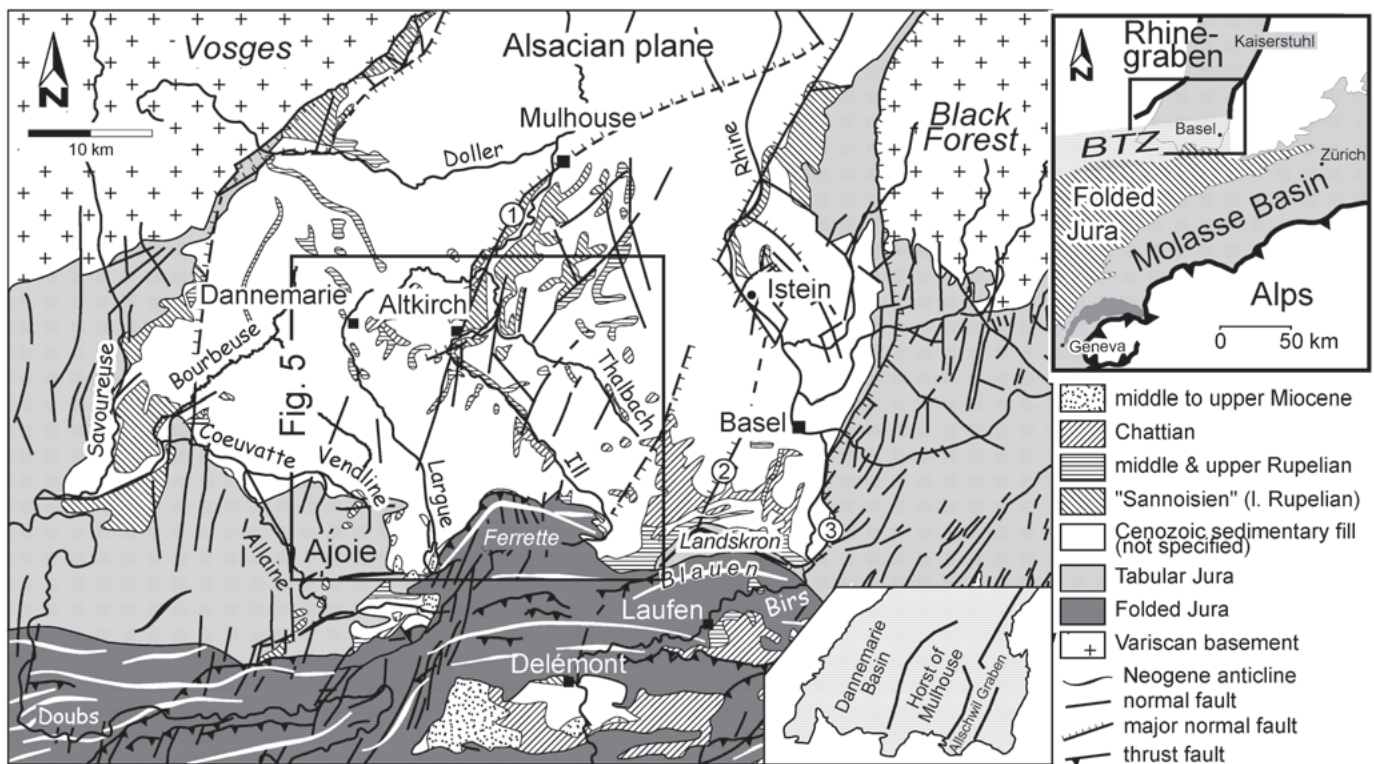 Vosges
Alsacian plane
N
10 km
Mulhouse
Doller
Rhine
Black
Forest
1
Dannemarie
Altkirch
Istein
Savoureuse
Bourbeuse
Fig. 5
Thalbach
Basel
Coeuvatte
Vendline
Largue
Ill
2
3
Allaine
Ajoie
Ferrette
Landskron
Blauen
Laufen
Birs
Delémont
Doubs
Dannemarie
Basin
Horst of
Mulhouse
Allschwil Graben
N
Rhine-
graben
Kaiserstuhl
BTZ
Basel
Zürich
Folded
Jura
Molasse Basin
Alps
Geneva
0 50 km
middle to upper Miocene
Chattian
middle & upper Rupelian
"Sannoisien" (l. Rupelian)
Cenozoic sedimentary fill
(not specified)
Tabular Jura
Folded Jura
Variscan basement
Neogene anticline
normal fault
major normal fault
thrust fault